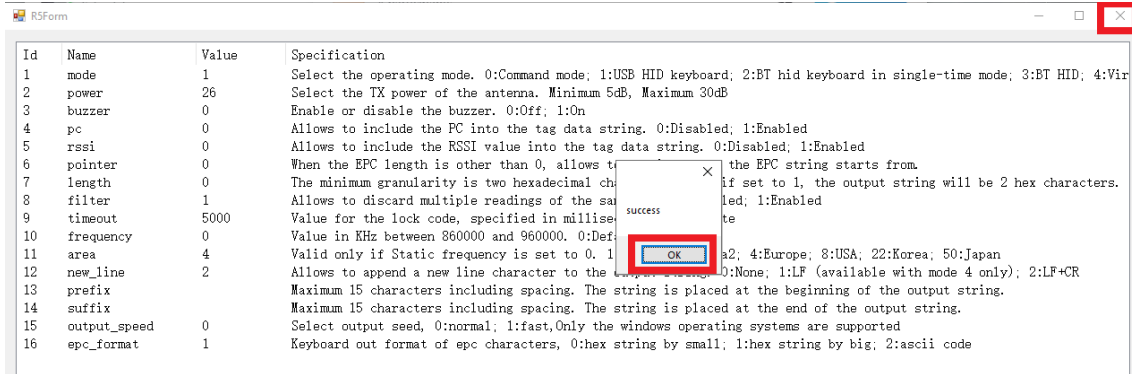 R5Form
Id Name Value Specification
1 mode 1 Select the operating mode. 0:Command mode; 1:USB HID keyboard; 2:BT hid keyboard in single-time mode; 3:BT HID; 4:Vir
2 power 26 Select the TX power of the antenna. Minimum 5dB, Maximum 30dB
3 buzzer 0 Enable or disable the buzzer. 0:Off; 1:On
4 pc 0 Allows to include the PC into the tag data string. 0:Disabled; 1:Enabled
5 rssi 0 Allows to include the RSSI value into the tag data string. 0:Disabled; 1:Enabled
6 pointer 0 When the EPC length is other than 0, allows the EPC string starts from.
7 length 0 The minimum granularity is two hexadecimal if set to 1, the output string will be 2 hex characters.
8 filter 1 Allows to discard multiple readings of the 1:Enabled
success
9 timeout 5000 Value for the lock code, specified in
10 frequency 0 Value in KHz between 860000 and 960000.
11 area 4 Valid only if Static frequency is set to 0. 4:Europe; 8:USA; 22:Korea; 50:Japan
OK
12 new_line 2 Allows to append a new line character to the 0:None; 1:LF (available with mode 4 only); 2:LF+CR
13 prefix Maximum 15 characters including spacing. The string is placed at the beginning of the output string.
14 suffix Maximum 15 characters including spacing. The string is placed at the end of the output string.
15 output_speed 0 Select output seed, 0:normal; 1:fast,Only the windows operating systems are supported
16 epc_format 1 Keyboard out format of epc characters, 0:hex string by small; 1:hex string by big; 2:ascii code